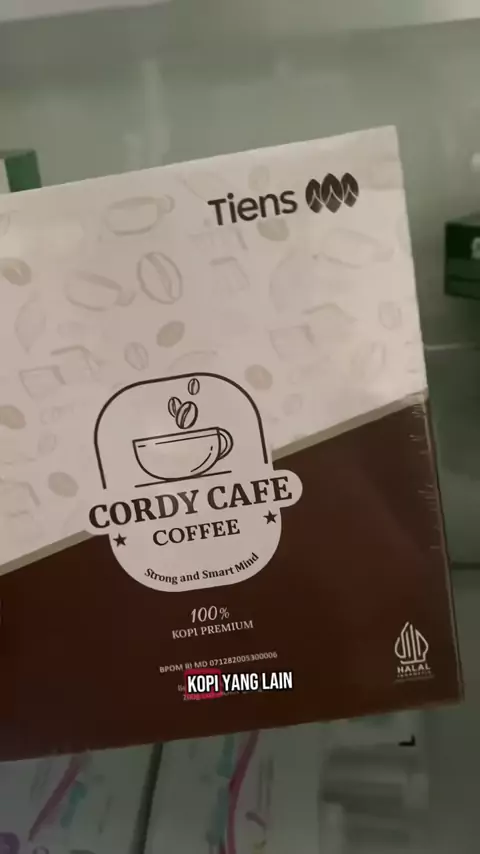 Tiens
CORDY CAFE
COFFEE
Strong and Smart Mind
100%
KOPI PREMIUM
BPOM RI MD 071282005300006
KOPI YANG LAIN
HALAL
INDONESIA